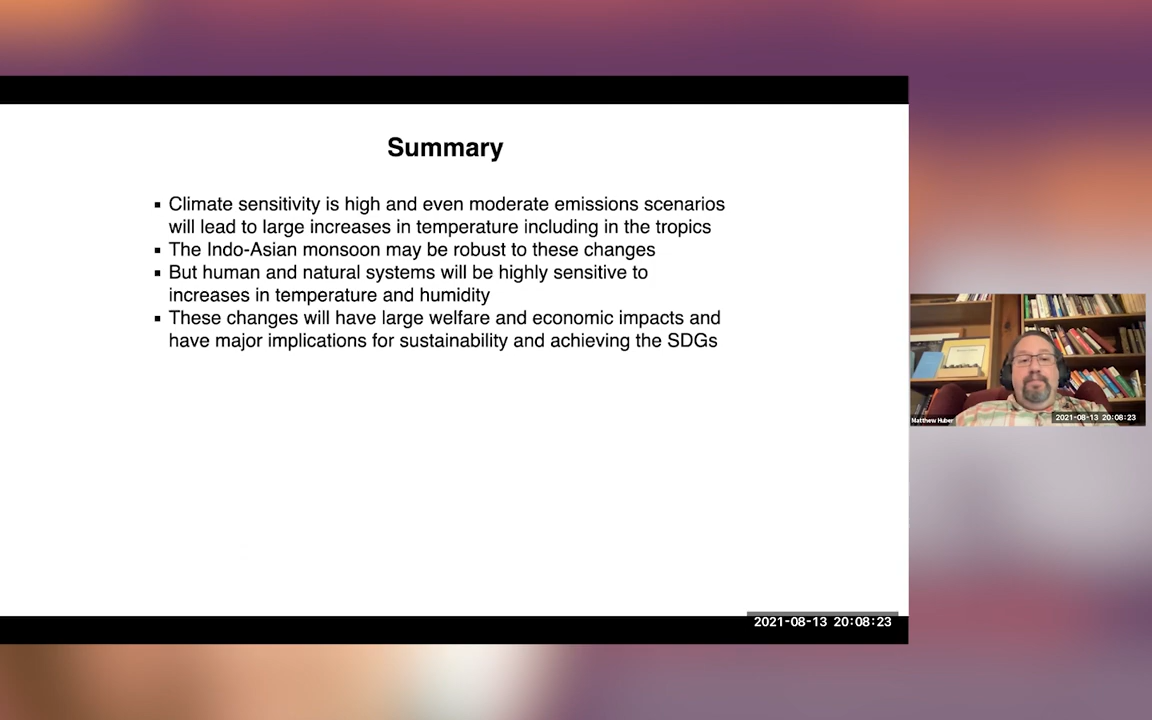 Summary
▪ Climate sensitivity is high and even moderate emissions scenarios
will lead to large increases in temperature including in the tropics
▪ The Indo-Asian monsoon may be robust to these changes
▪ But human and natural systems will be highly sensitive to
increases in temperature and humidity
▪ These changes will have large welfare and economic impacts and
have major implications for sustainability and achieving the SDGs
2021-08-13 20:08:23
Matthew Huber
2021-08-13 20:08:23